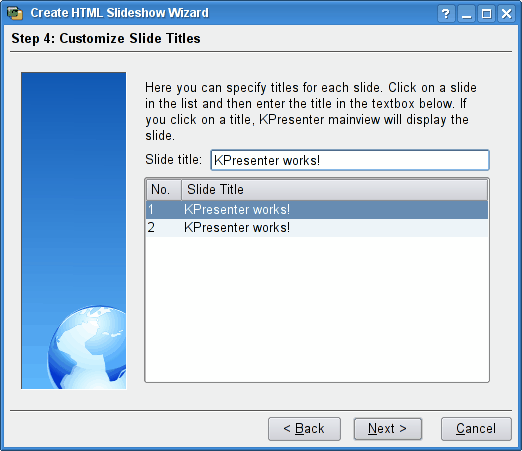 Create HTML Slideshow Wizard
Step 4: Customize Slide Titles
Here you can specify titles for each slide. Click on a slide
in the list and then enter the title in the textbox below. If
you click on a title, KPresenter mainview will display the
slide.
Slide title: KPresenter works!
No. Slide Title
1 KPresenter works!
2 KPresenter works!
< Back Next > Cancel